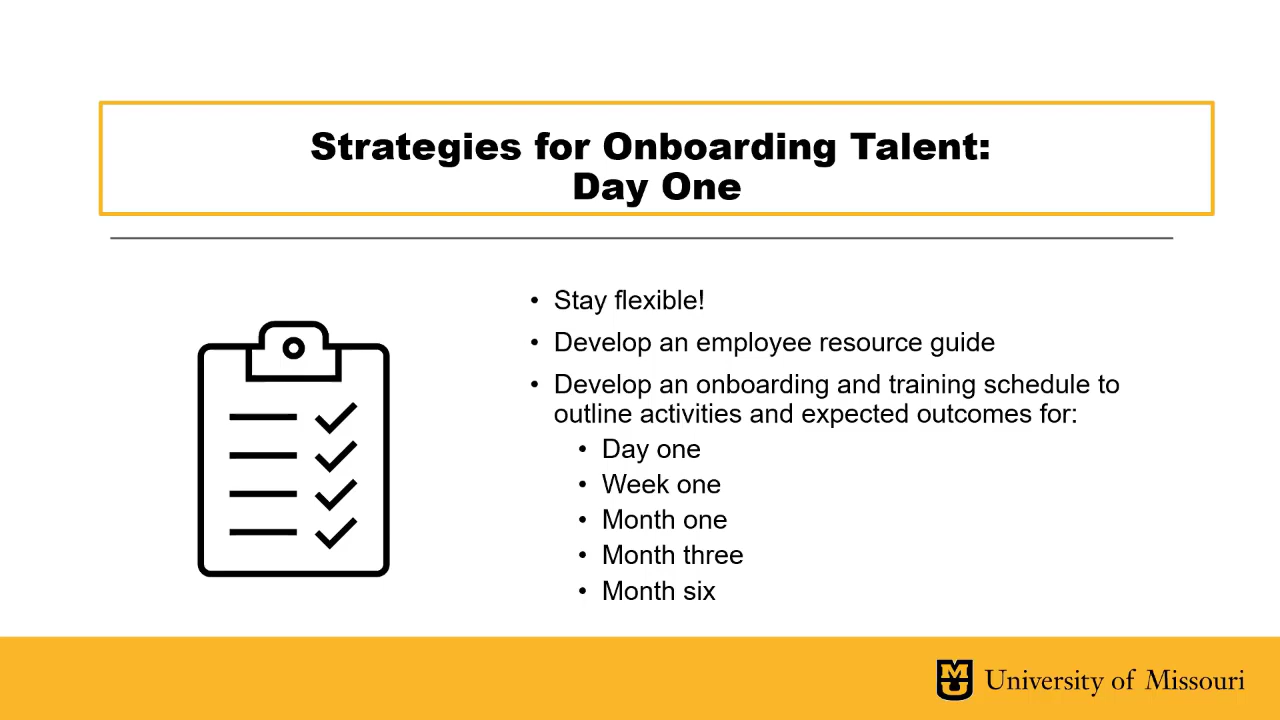 Strategies for Onboarding Talent:
Day One
• Stay flexible!
• Develop an employee resource guide
• Develop an onboarding and training schedule to
outline activities and expected outcomes for:
• Day one
• Week one
• Month one
• Month three
• Month six
MU
University of Missouri